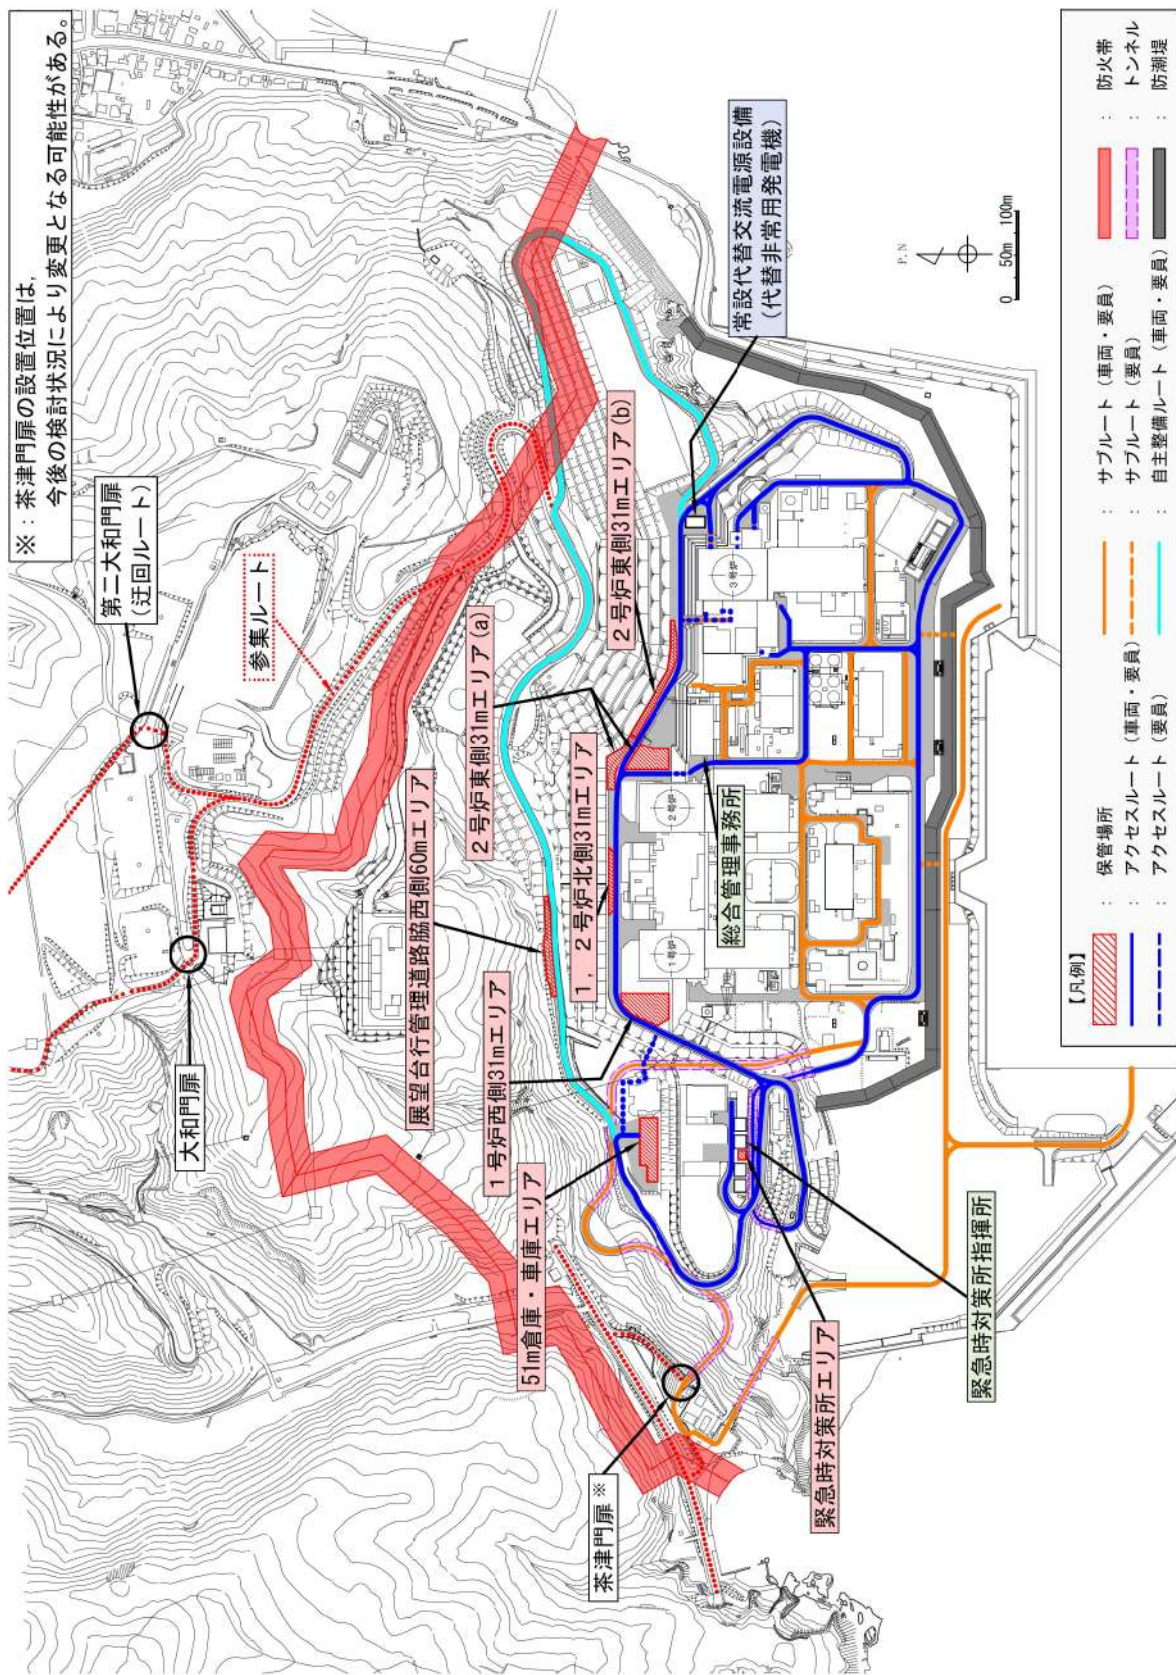 ※：茶津門扉の設置位置は，
今後の検討状況により変更となる可能性がある。
第二大和門扉
（迂回ルート）
参集ルート
大和門扉
展望台行管理道路脇西側60mエリア
2号炉東側31mエリア(a)
2号炉東側31mエリア(b)
常設代替交流電源設備
（代替非常用発電機）
1，2号炉北側31mエリア
1号炉西側31mエリア
51m倉庫・車庫エリア
茶津門扉※
総合管理事務所
1号炉
2号炉
3号炉
緊急時対策所エリア
緊急時対策所指揮所
P.N
0 50m 100m
【凡例】
： 保管場所
： アクセスルート（車両・要員）
： アクセスルート（要員）
： サブルート（車両・要員）
： サブルート（要員）
： 自主整備ルート（車両・要員）
： 防火帯
： トンネル
： 防潮堤